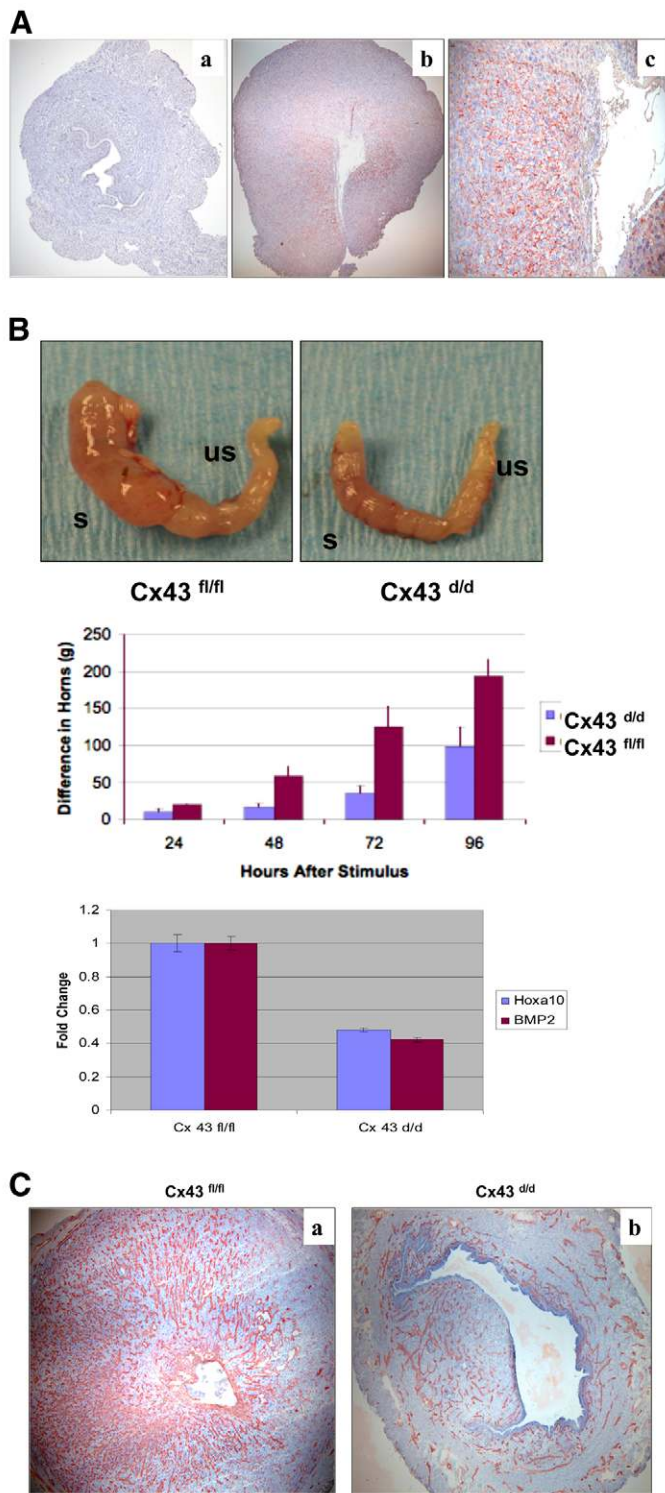 A
a
b
c
B
us
s
us
s
Cx43 fl/fl
Cx43 d/d
250
200
150
100
50
0
Difference in Horns (g)
24
48
72
96
Hours After Stimulus
Cx43 d/d
Cx43 fl/fl
1.2
1
0.8
0.6
0.4
0.2
0
Fold Change
Cx 43 fl/fl
Cx 43 d/d
Hoxa10
BMP2
C
Cx43 fl/fl
Cx43 d/d
a
b